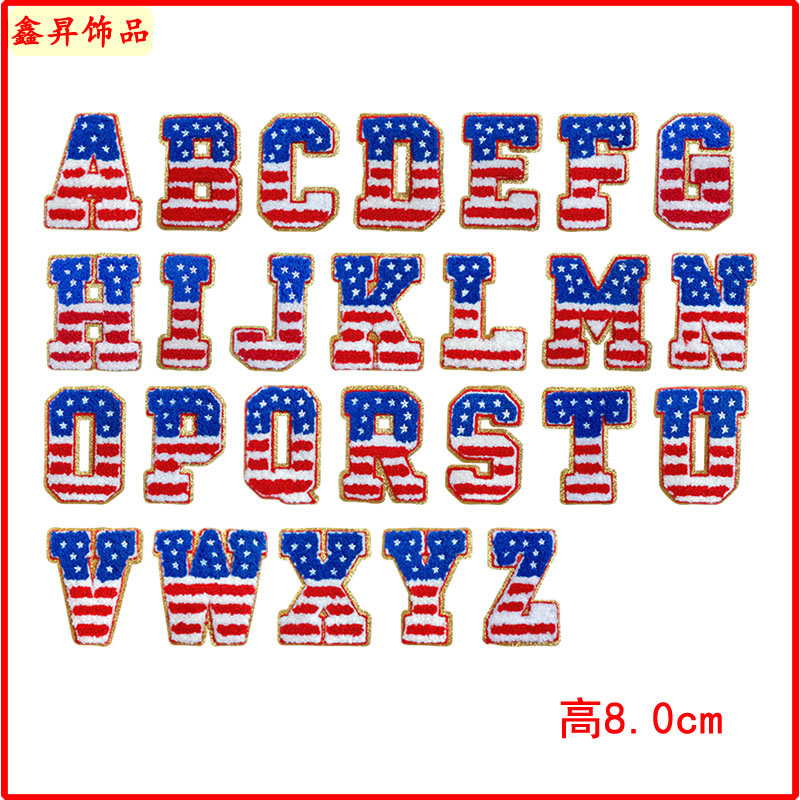 鑫昇饰品
A B C D E F G
H I J K L M N
O P Q R S T U
V W X Y Z
高8.0cm